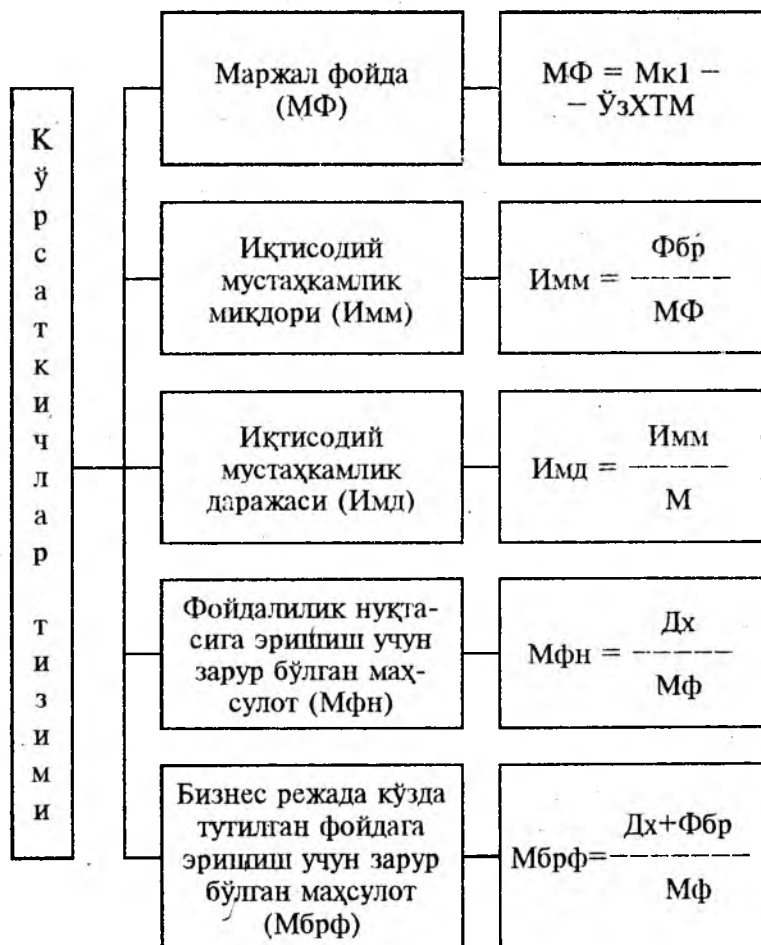 Кўрсаткичлар тизими
Маржал фойда
(МФ)
МФ = Мк1 –
– ЎзХТМ
Иқтисодий
мустаҳкамлик
миқдори (Имм)
Имм = Фбр
МФ
Иқтисодий
мустаҳкамлик
даражаси (Имд)
Имд = Имм
М
Фойдалилик нуқта-
сига эришиш учун
зарур бўлган маҳ-
сулот (Мфн)
Мфн = Дх
Мф
Бизнес режада кўзда
тутилган фойдага
эришиш учун зарур
бўлган маҳсулот
(Мбрф)
Мбрф= Дх+Фбр
Мф